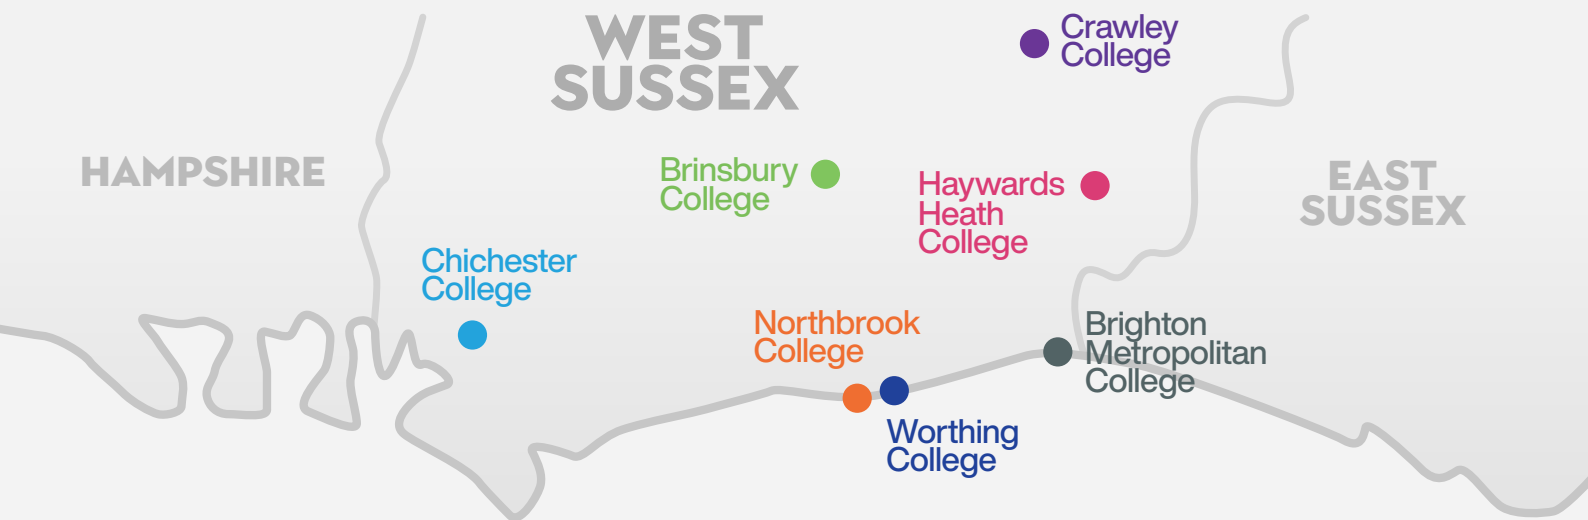 WEST
SUSSEX
Crawley
College
HAMPSHIRE
Brinsbury
College
Haywards
Heath
College
EAST
SUSSEX
Chichester
College
Northbrook
College
Brighton
Metropolitan
College
Worthing
College